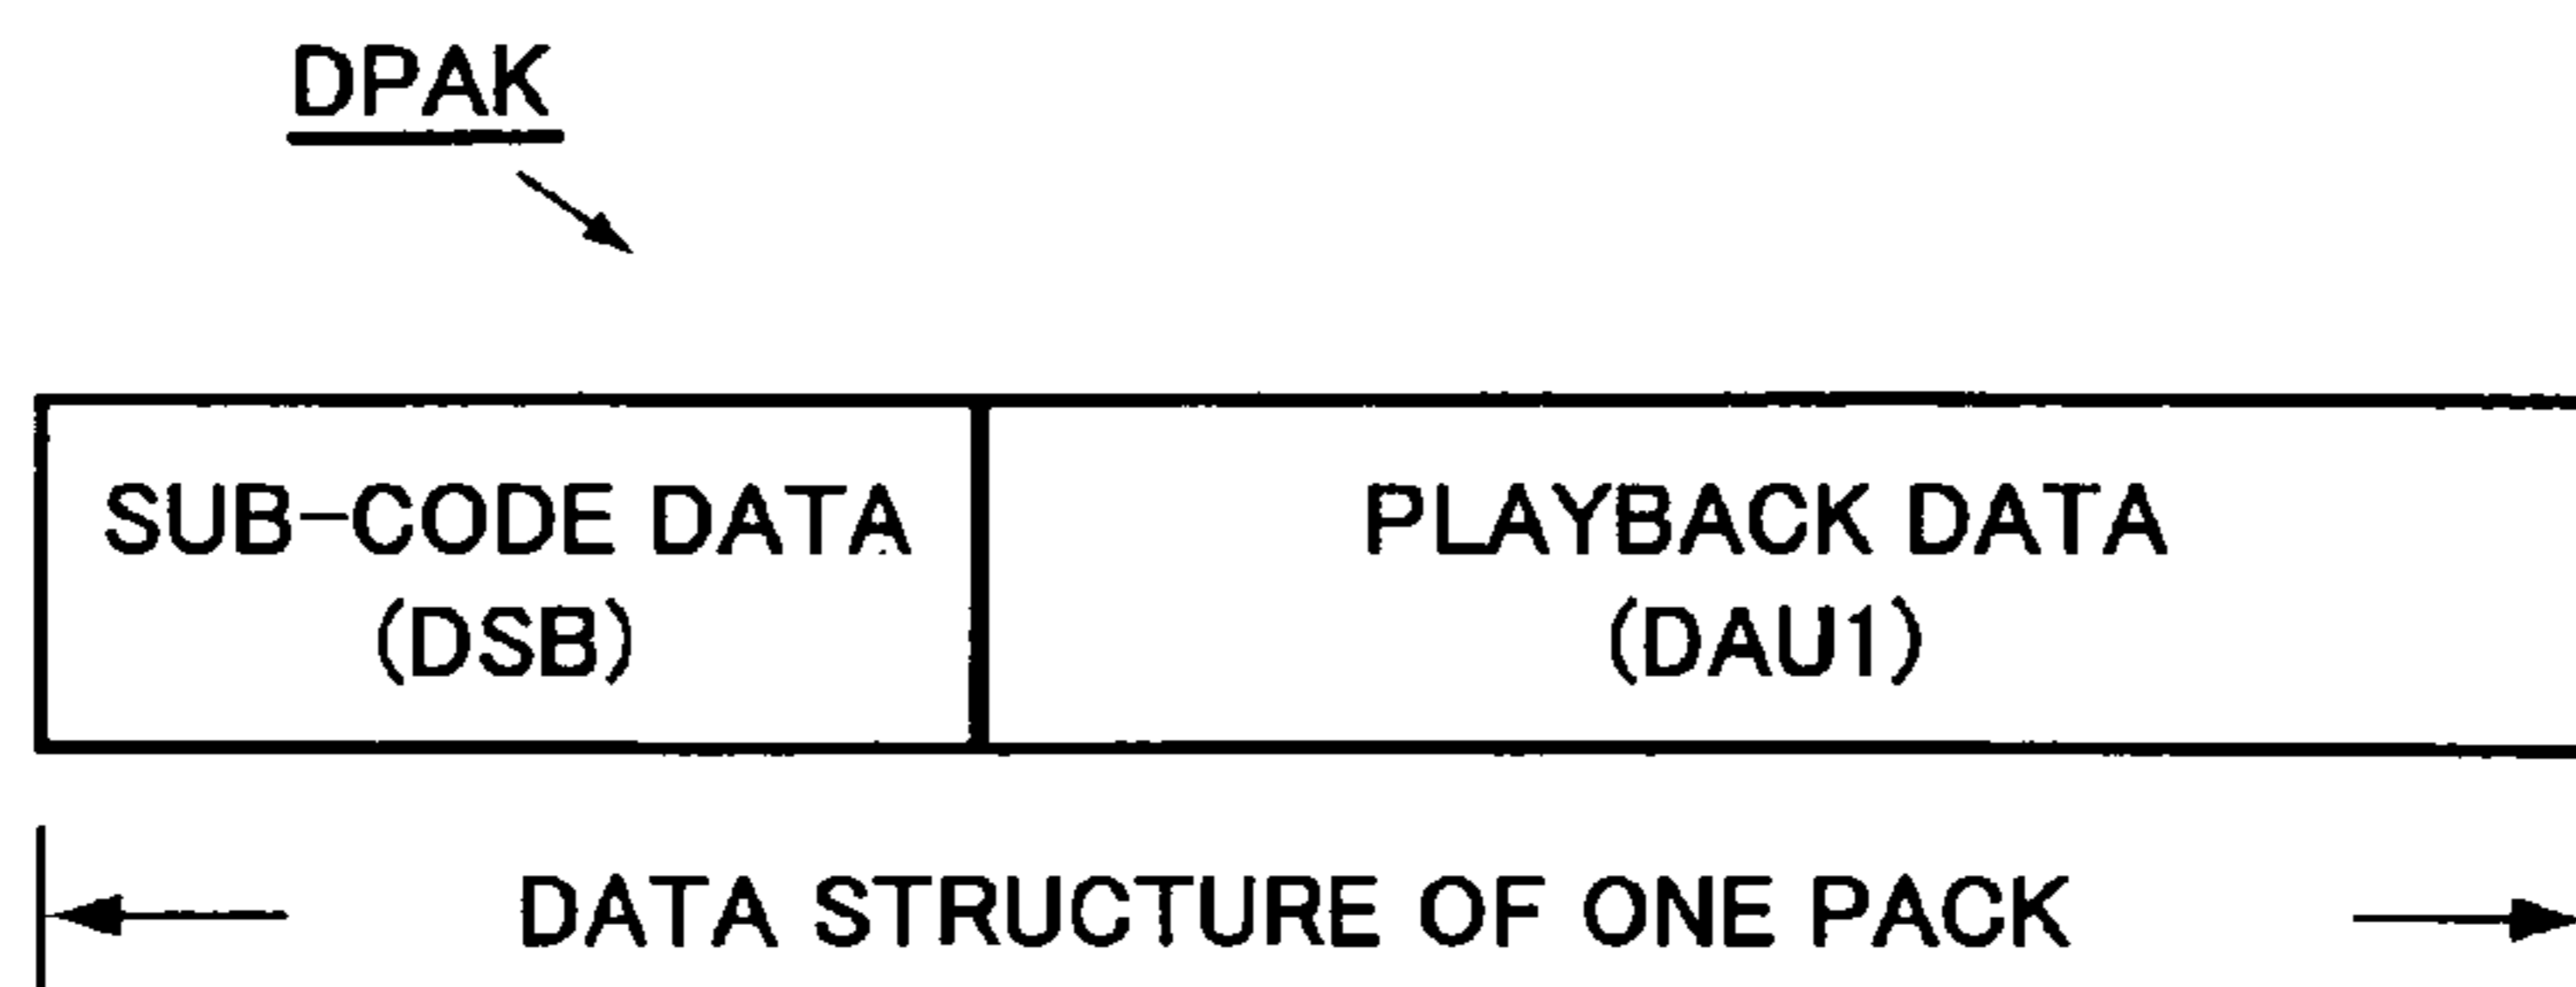 DPAK
SUB-CODE DATA
(DSB)
PLAYBACK DATA
(DAU1)
DATA STRUCTURE OF ONE PACK